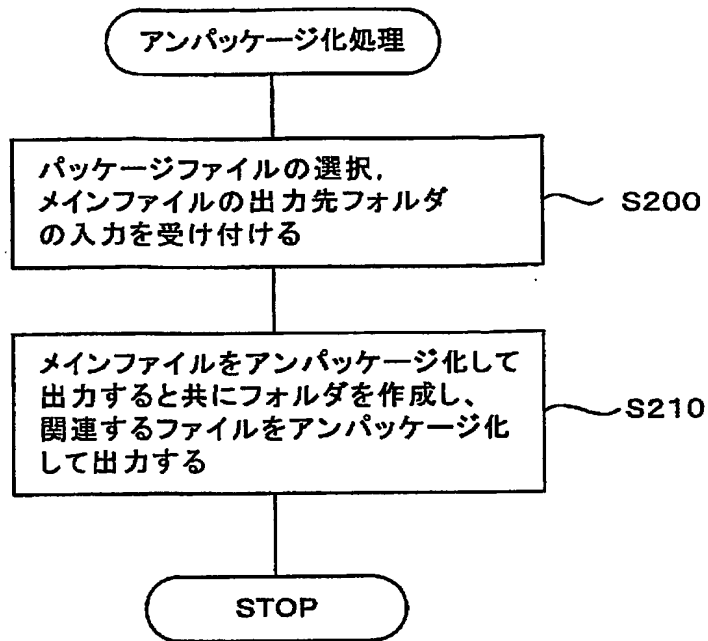 アンパッケージ化処理
パッケージファイルの選択,
メインファイルの出力先フォルダ
の入力を受け付ける
S200
メインファイルをアンパッケージ化して
出力すると共にフォルダを作成し、
関連するファイルをアンパッケージ化
して出力する
S210
STOP